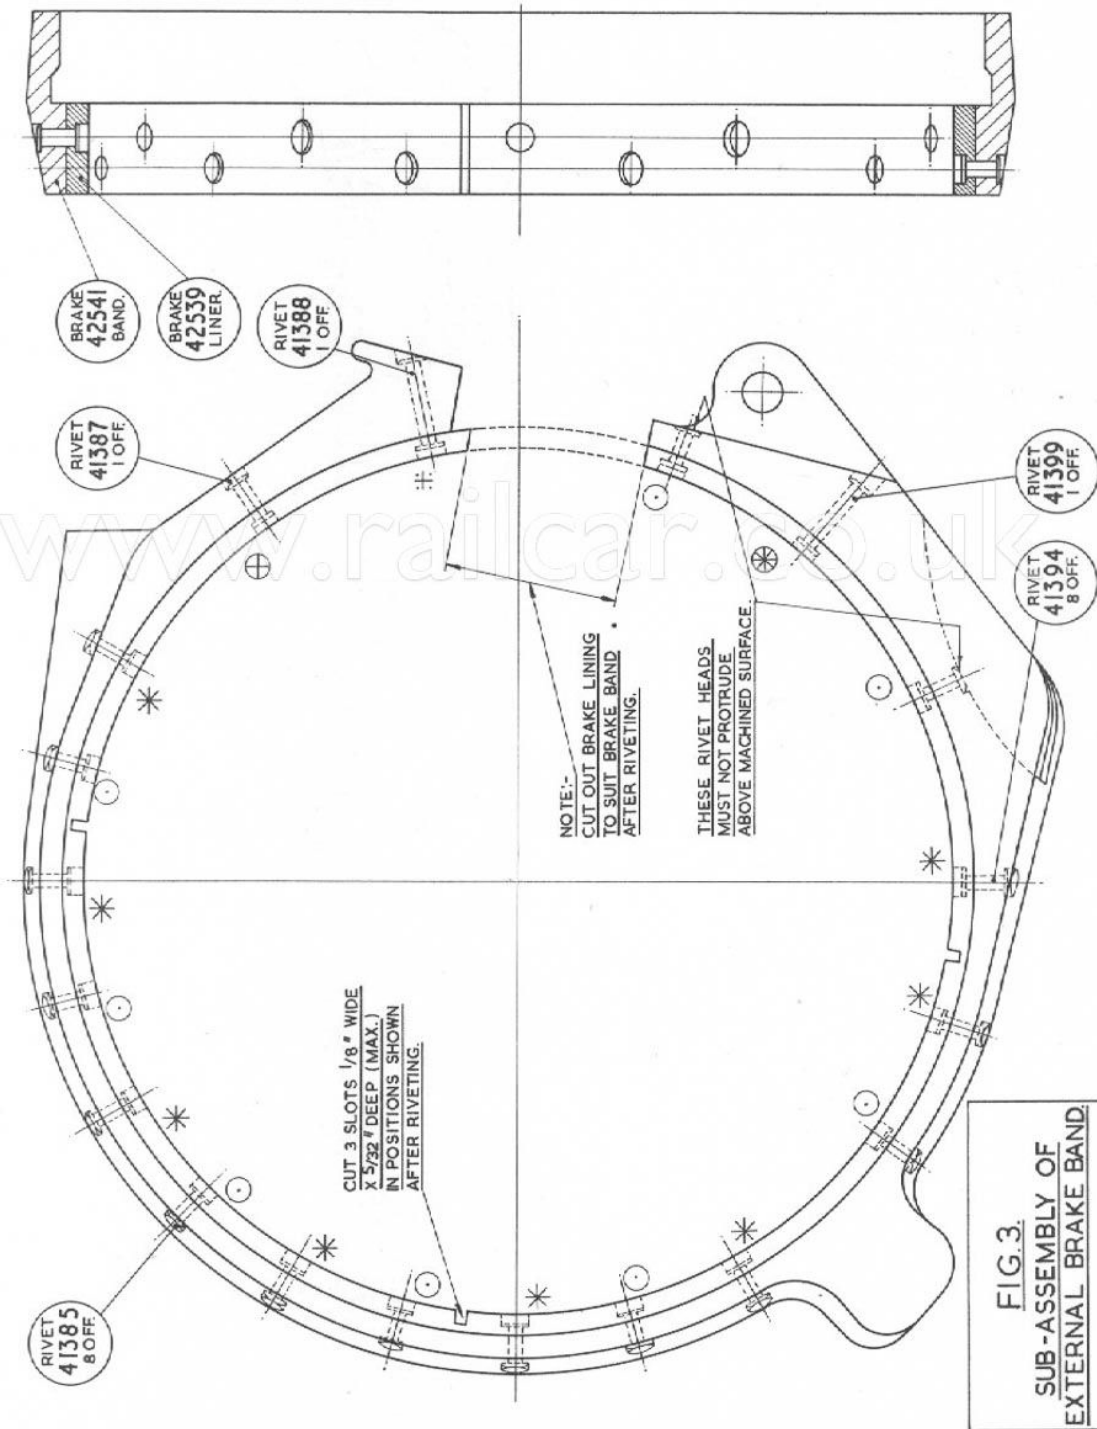 BRAKE
42541
BAND.
BRAKE
42539
LINER.
RIVET
41388
1 OFF.
RIVET
41387
1 OFF.
www.railcar.co.uk
NOTE:-
CUT OUT BRAKE LINING
TO SUIT BRAKE BAND
AFTER RIVETING.
THESE RIVET HEADS
MUST NOT PROTRUDE
ABOVE MACHINED SURFACE.
RIVET
41399
1 OFF.
RIVET
41394
8 OFF.
CUT 3 SLOTS 1/8" WIDE
X 5/32" DEEP (MAX.)
IN POSITIONS SHOWN
AFTER RIVETING.
RIVET
41385
8 OFF.
FIG.3.
SUB-ASSEMBLY OF
EXTERNAL BRAKE BAND.